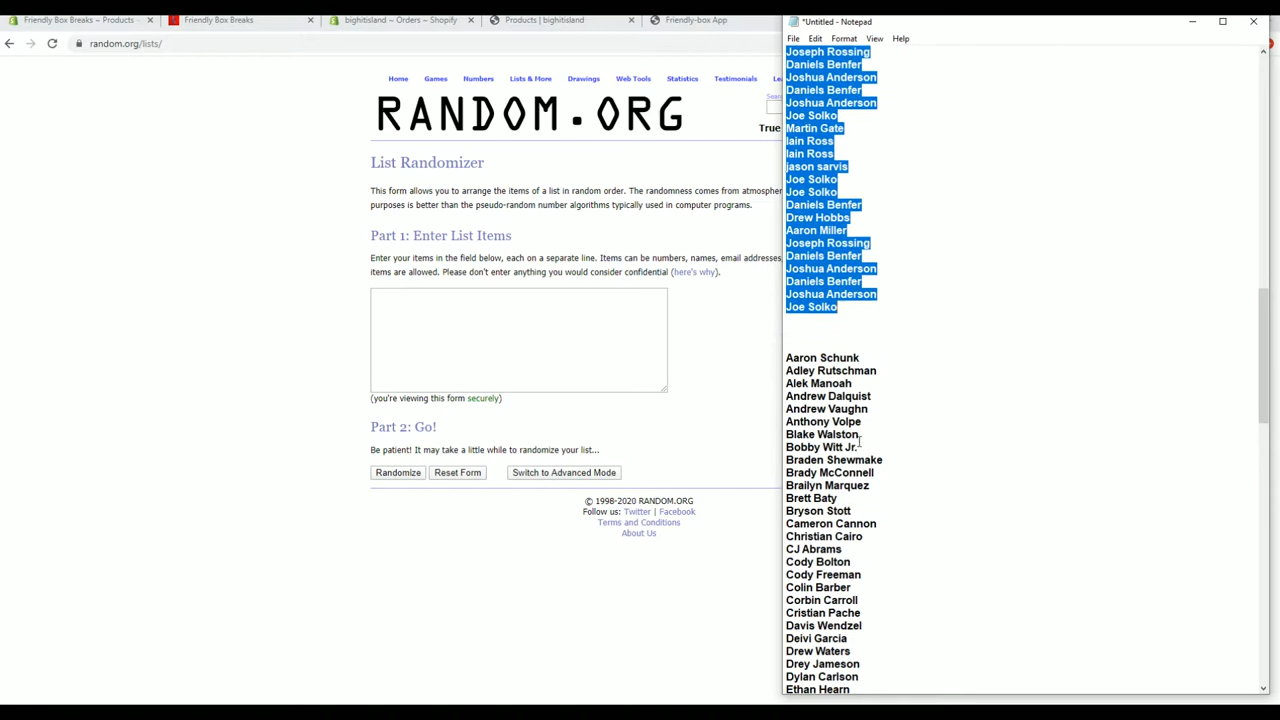 Friendly Box Breaks ~ Products
Friendly Box Breaks
bighitisland ~ Orders ~ Shopify
Products | bighitisland
Friendly-box App
*Untitled - Notepad
random.org/lists/
File Edit Format View Help
Home Games Numbers Lists & More Drawings Web Tools Statistics Testimonials
RANDOM.ORG
True
List Randomizer
This form allows you to arrange the items of a list in random order. The randomness comes from
purposes is better than the pseudo-random number algorithms typically used in computer programs.
Part 1: Enter List Items
Enter your items in the field below, each on a separate line. Items can be numbers, names, email addresses,
items are allowed. Please don't enter anything you would consider confidential (here's why).
(you're viewing this form securely)
Part 2: Go!
Be patient! It may take a little while to randomize your list...
Randomize Reset Form Switch to Advanced Mode
© 1998-2020 RANDOM.ORG
Follow us: Twitter | Facebook
Terms and Conditions
About Us
Joseph Rossing
Daniels Benfer
Joshua Anderson
Daniels Benfer
Joshua Anderson
Joe Solko
Martin Gate
Iain Ross
Iain Ross
jason sarvis
Joe Solko
Joe Solko
Daniels Benfer
Drew Hobbs
Aaron Miller
Joseph Rossing
Daniels Benfer
Joshua Anderson
Daniels Benfer
Joshua Anderson
Joe Solko
Aaron Schunk
Adley Rutschman
Alek Manoah
Andrew Dalquist
Andrew Vaughn
Anthony Volpe
Blake Walston
Bobby Witt Jr.
Braden Shewmake
Brady McConnell
Brailyn Marquez
Brett Baty
Bryson Stott
Cameron Cannon
Christian Cairo
CJ Abrams
Cody Bolton
Cody Freeman
Colin Barber
Corbin Carroll
Cristian Pache
Davis Wendzel
Deivi Garcia
Drew Waters
Drey Jameson
Dylan Carlson
Ethan Hearn